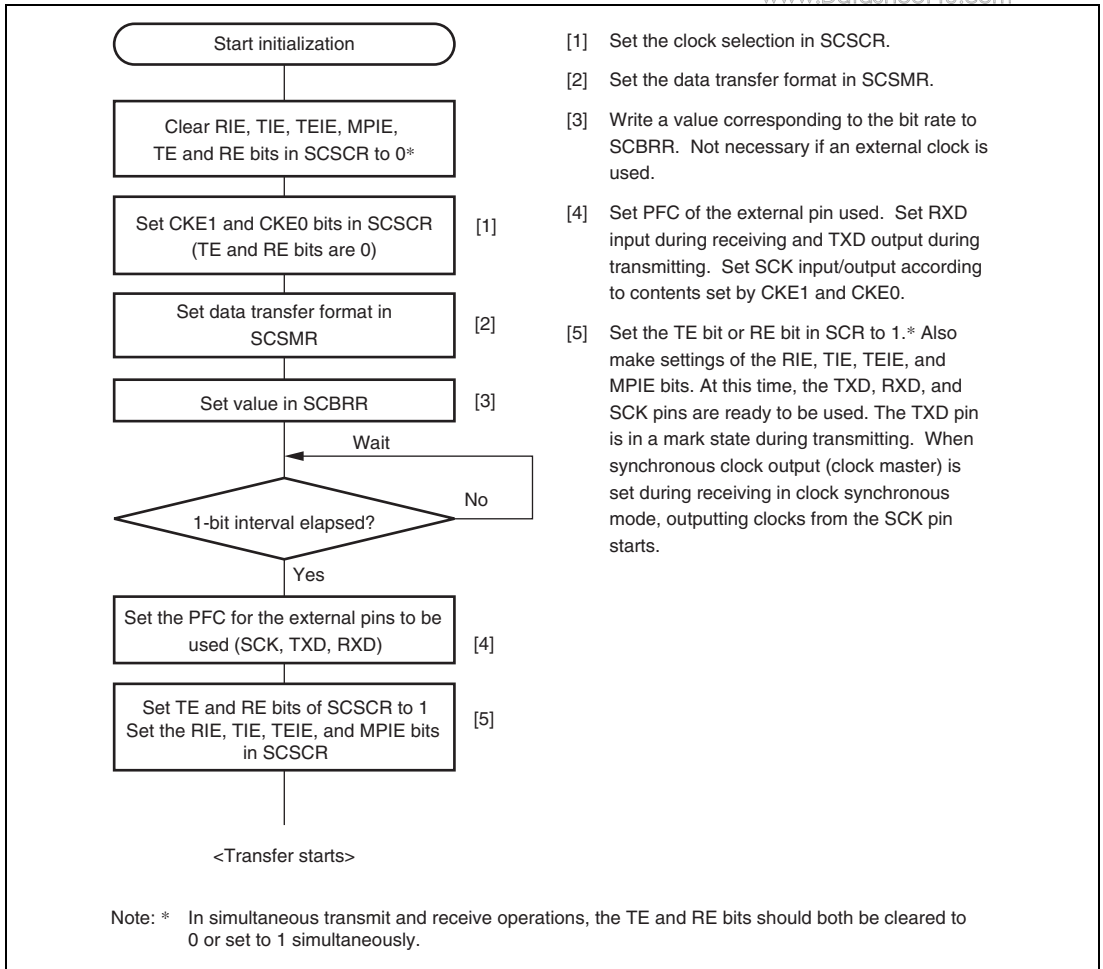 Start initialization
Clear RIE, TIE, TEIE, MPIE,
TE and RE bits in SCSCR to 0*
Set CKE1 and CKE0 bits in SCSCR
(TE and RE bits are 0)
[1]
Set data transfer format in
SCSMR
[2]
Set value in SCBRR
[3]
Wait
No
1-bit interval elapsed?
Yes
Set the PFC for the external pins to be
used (SCK, TXD, RXD)
[4]
Set TE and RE bits of SCSCR to 1
Set the RIE, TIE, TEIE, and MPIE bits
in SCSCR
[5]
<Transfer starts>
[1] Set the clock selection in SCSCR.
[2] Set the data transfer format in SCSMR.
[3] Write a value corresponding to the bit rate to
SCBRR. Not necessary if an external clock is
used.
[4] Set PFC of the external pin used. Set RXD
input during receiving and TXD output during
transmitting. Set SCK input/output according
to contents set by CKE1 and CKE0.
[5] Set the TE bit or RE bit in SCR to 1.* Also
make settings of the RIE, TIE, TEIE, and
MPIE bits. At this time, the TXD, RXD, and
SCK pins are ready to be used. The TXD pin
is in a mark state during transmitting. When
synchronous clock output (clock master) is
set during receiving in clock synchronous
mode, outputting clocks from the SCK pin
starts.
Note: * In simultaneous transmit and receive operations, the TE and RE bits should both be cleared to
0 or set to 1 simultaneously.